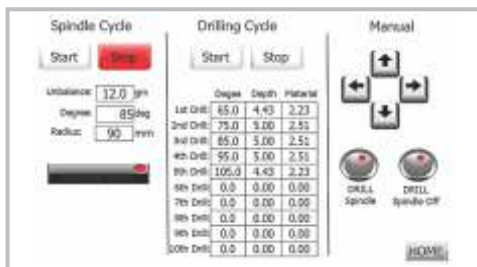 Spindle Cycle
Start Stop
Unbalance: 12.0 gm
Degree: 85 deg
Radius: 90 mm
Drilling Cycle
Start Stop
Degree Depth Material
1st Drill: 65.0 4.43 2.23
2nd Drill: 75.0 5.00 2.51
3rd Drill: 85.0 5.00 2.51
4th Drill: 95.0 5.00 2.51
5th Drill: 105.0 4.43 2.23
6th Drill: 0.0 0.0 0.00
7th Drill: 0.0 0.0 0.00
8th Drill: 0.0 0.0 0.00
9th Drill: 0.0 0.0 0.00
10th Drill: 0.0 0.0 0.00
Manual
DRILL Spindle
DRILL Spindle Off
HOME